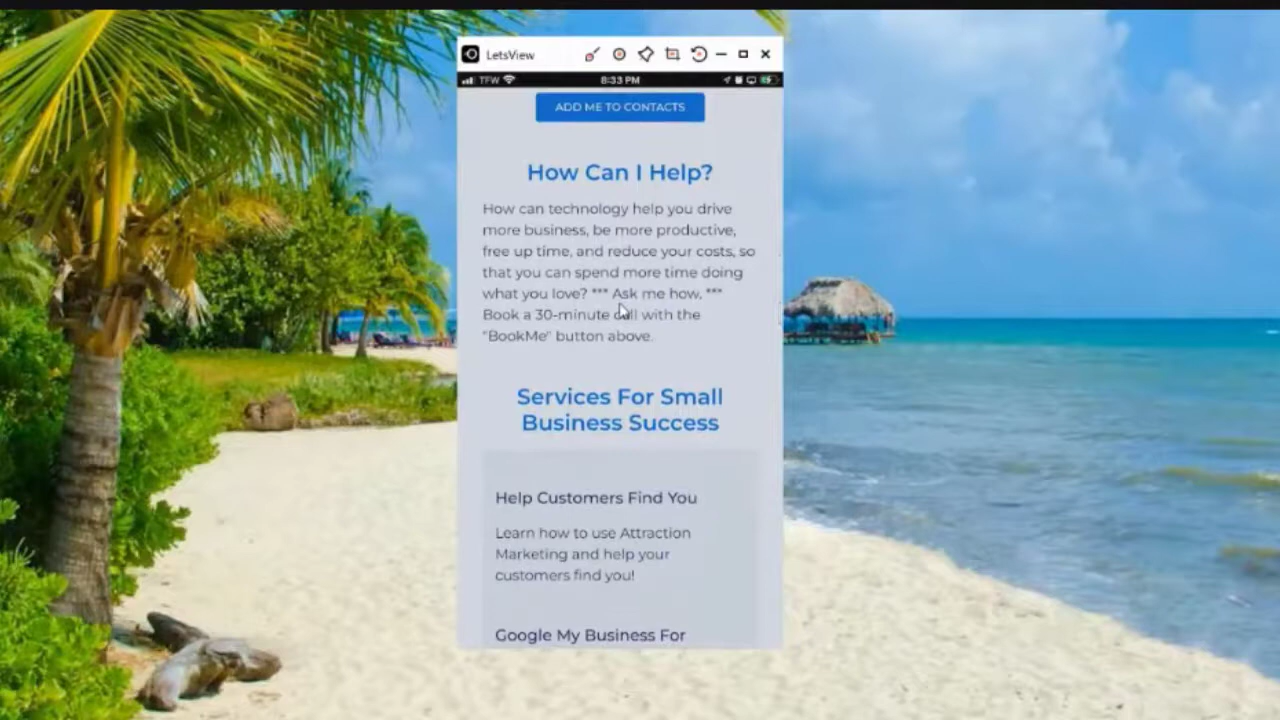 LetsView
TFW
8:33 PM
ADD ME TO CONTACTS
How Can I Help?
How can technology help you drive
more business, be more productive,
free up time, and reduce your costs, so
that you can spend more time doing
what you love? *** Ask me how. ***
Book a 30-minute call with the
"BookMe" button above.
Services For Small
Business Success
Help Customers Find You
Learn how to use Attraction
Marketing and help your
customers find you!
Google My Business For